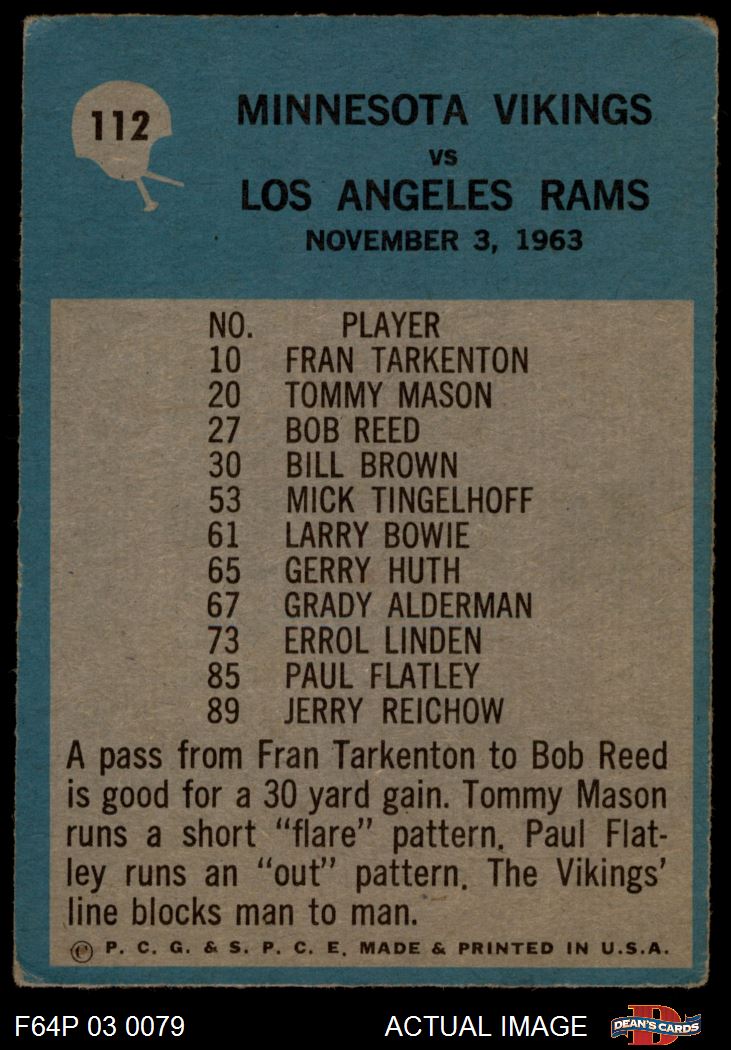 112
MINNESOTA VIKINGS
VS
LOS ANGELES RAMS
NOVEMBER 3, 1963
NO. PLAYER
10 FRAN TARKENTON
20 TOMMY MASON
27 BOB REED
30 BILL BROWN
53 MICK TINGELHOFF
61 LARRY BOWIE
65 GERRY HUTH
67 GRADY ALDERMAN
73 ERROL LINDEN
85 PAUL FLATLEY
89 JERRY REICHOW
A pass from Fran Tarkenton to Bob Reed
is good for a 30 yard gain. Tommy Mason
runs a short “flare” pattern. Paul Flat-
ley runs an “out” pattern. The Vikings’
line blocks man to man.
© P. C. G. & S. P. C. E. MADE & PRINTED IN U.S.A.
F64P 03 0079 ACTUAL IMAGE D DEAN'S CARDS